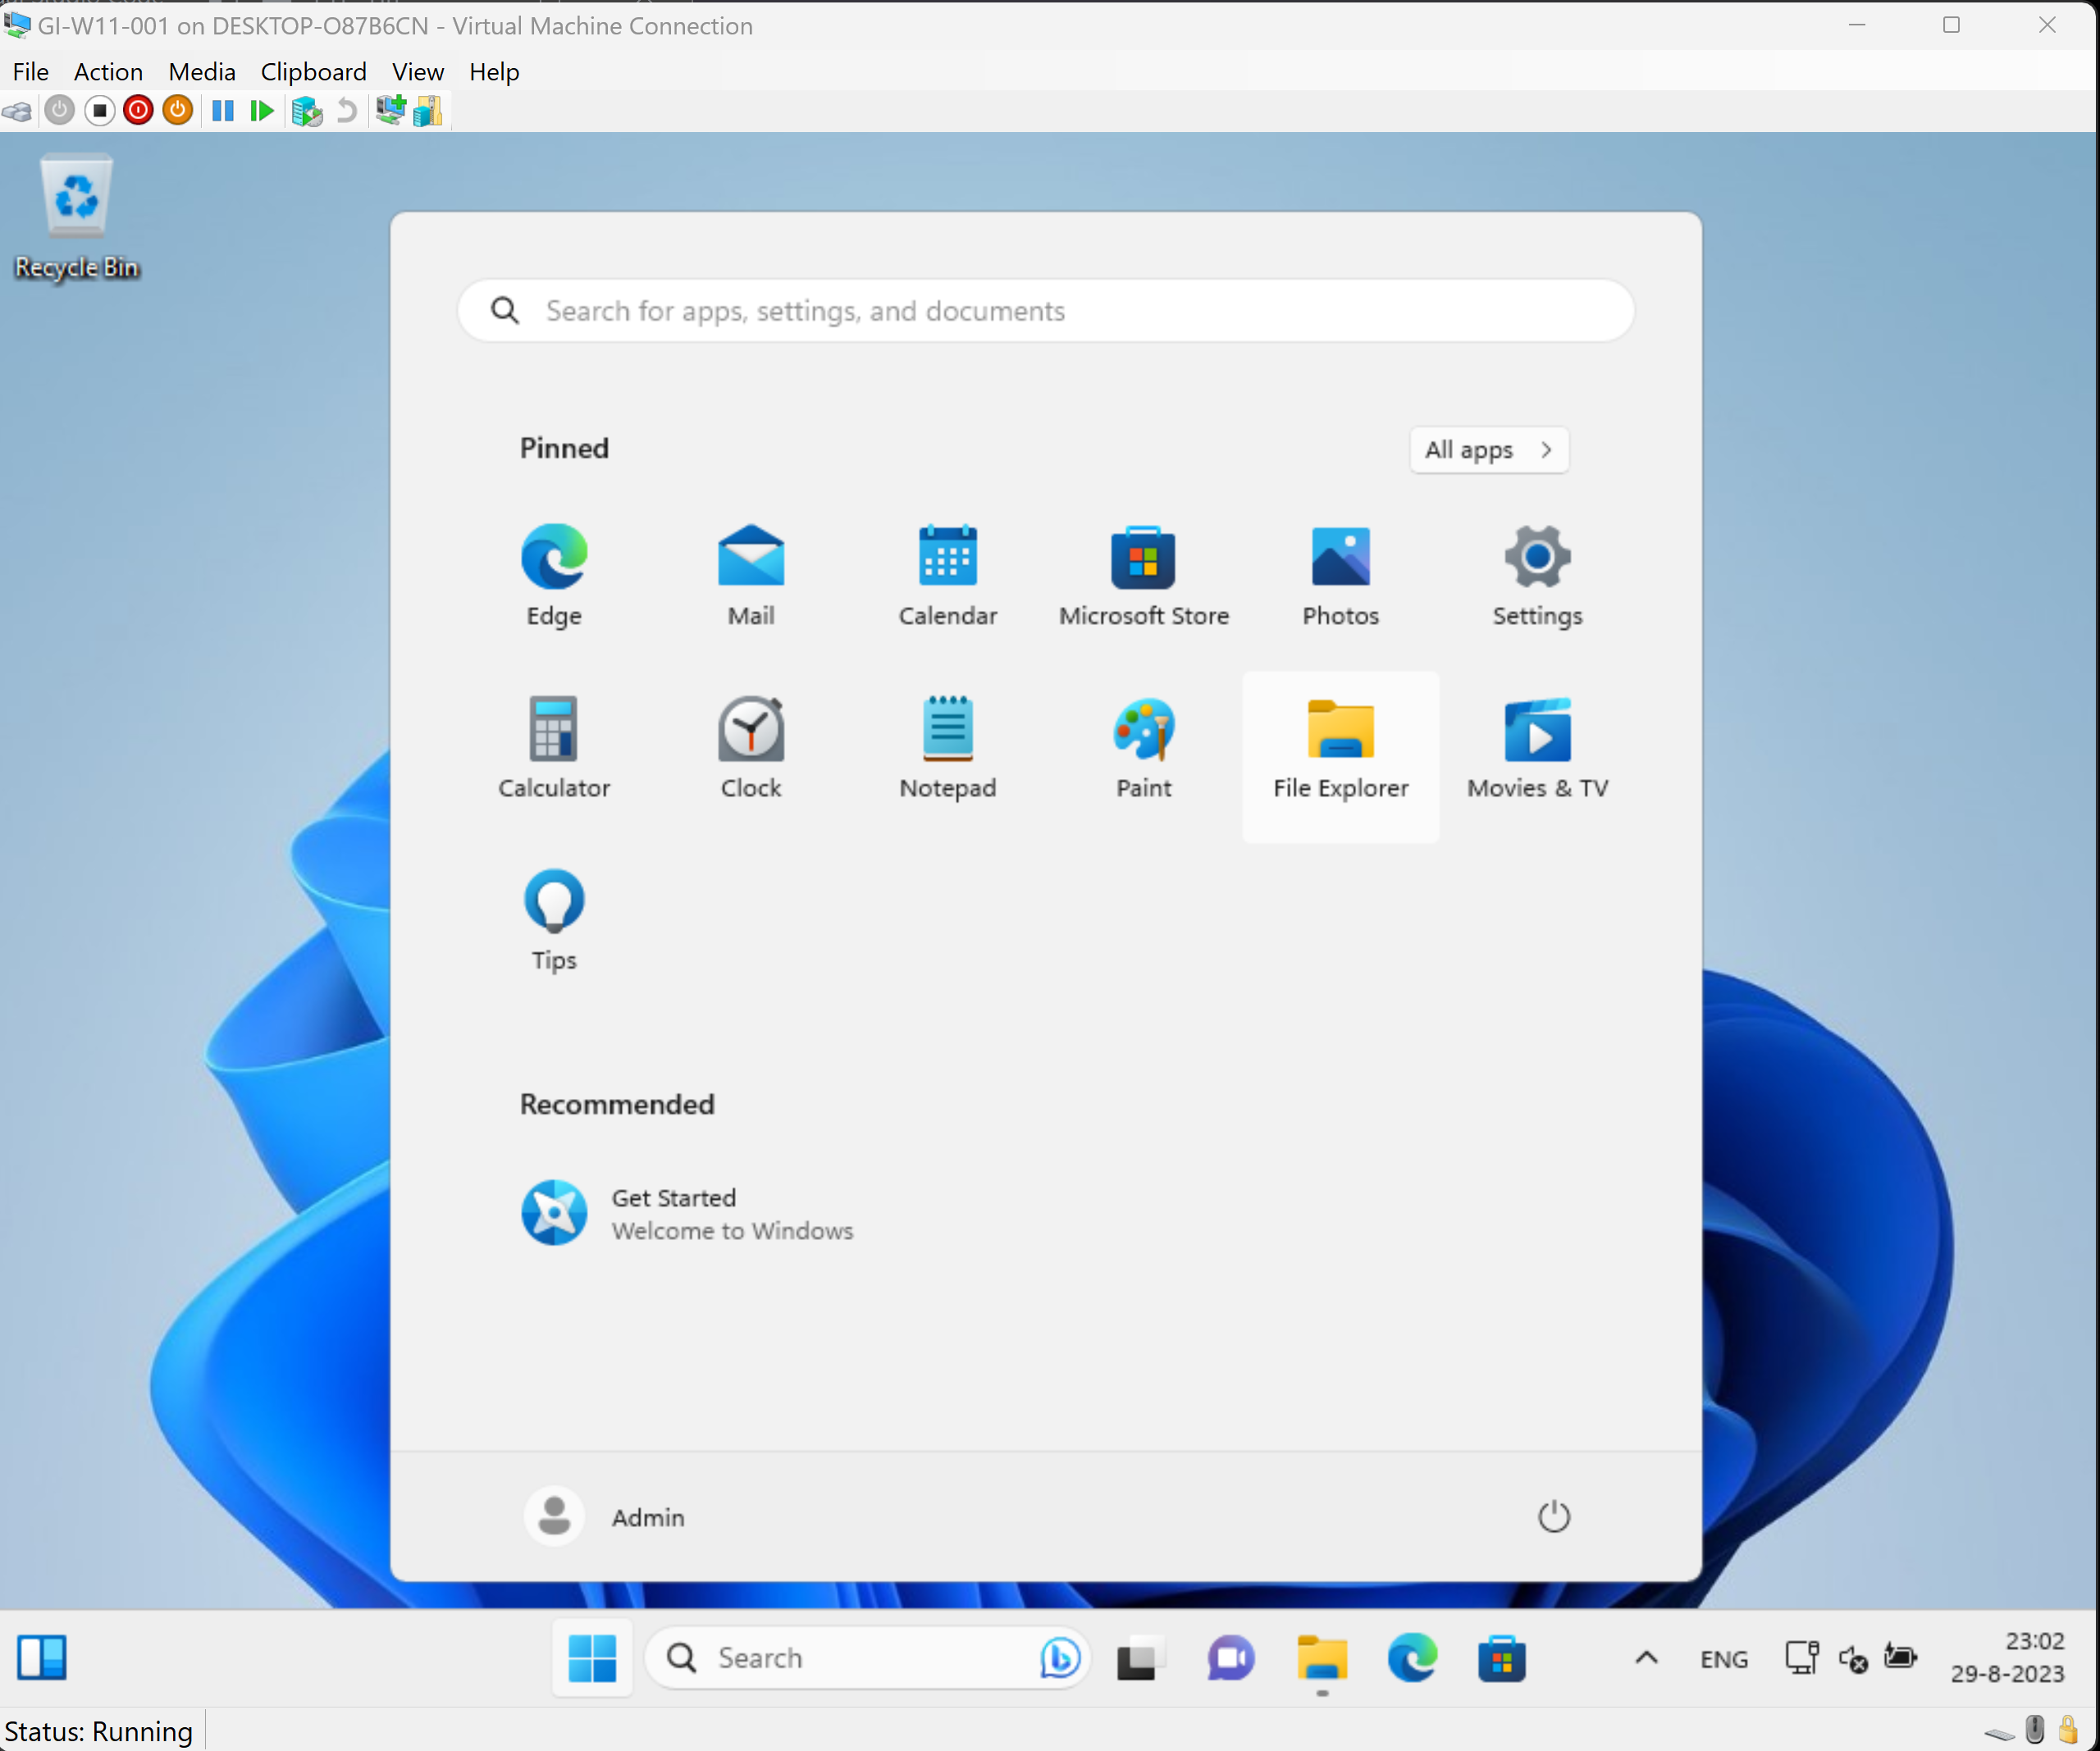 GI-W11-001 on DESKTOP-O87B6CN - Virtual Machine Connection
File Action Media Clipboard View Help
Recycle Bin
Search for apps, settings, and documents
Pinned
All apps
Edge Mail Calendar Microsoft Store Photos Settings
Calculator Clock Notepad Paint File Explorer Movies & TV
Tips
Recommended
Get Started
Welcome to Windows
Admin
Search
ENG
23:02
29-8-2023
Status: Running